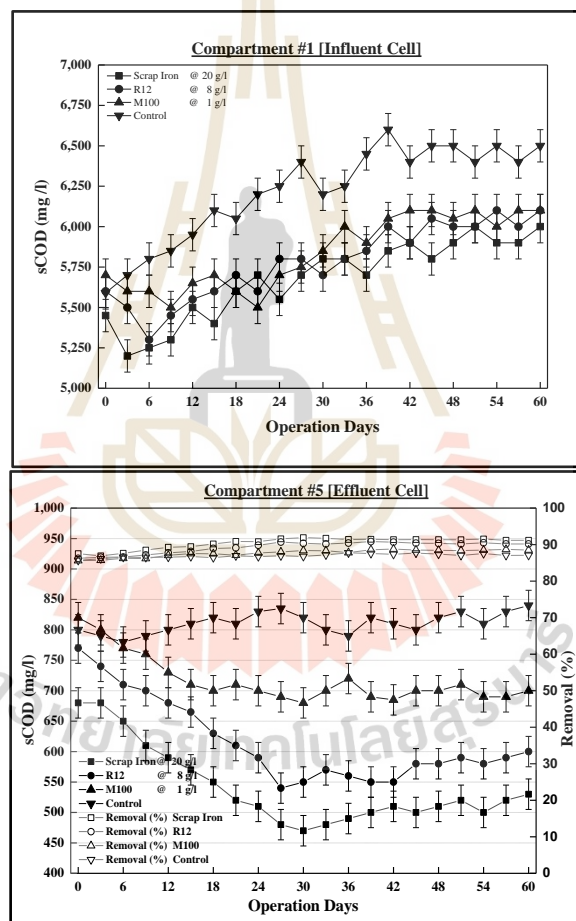 Compartment #1 [Influent Cell]
7,000
6,750
6,500
6,250
6,000
5,750
5,500
5,250
5,000
sCOD (mg /l)
Scrap Iron @ 20 g/l
R12 @ 8 g/l
M100 @ 1 g/l
Control
0 6 12 18 24 30 36 42 48 54 60
Operation Days
Compartment #5 [Effluent Cell]
1,000
950
900
850
800
750
700
650
600
550
500
450
400
sCOD (mg/l)
100
90
80
70
60
50
40
30
20
10
0
Removal (%)
Scrap Iron@ 20 g/l
R12 @ 8 g/l
M100 @ 1 g/l
Control
Removal (%) Scrap Iron
Removal (%) R12
Removal (%) M100
Removal (%) Control
0 6 12 18 24 30 36 42 48 54 60
Operation Days